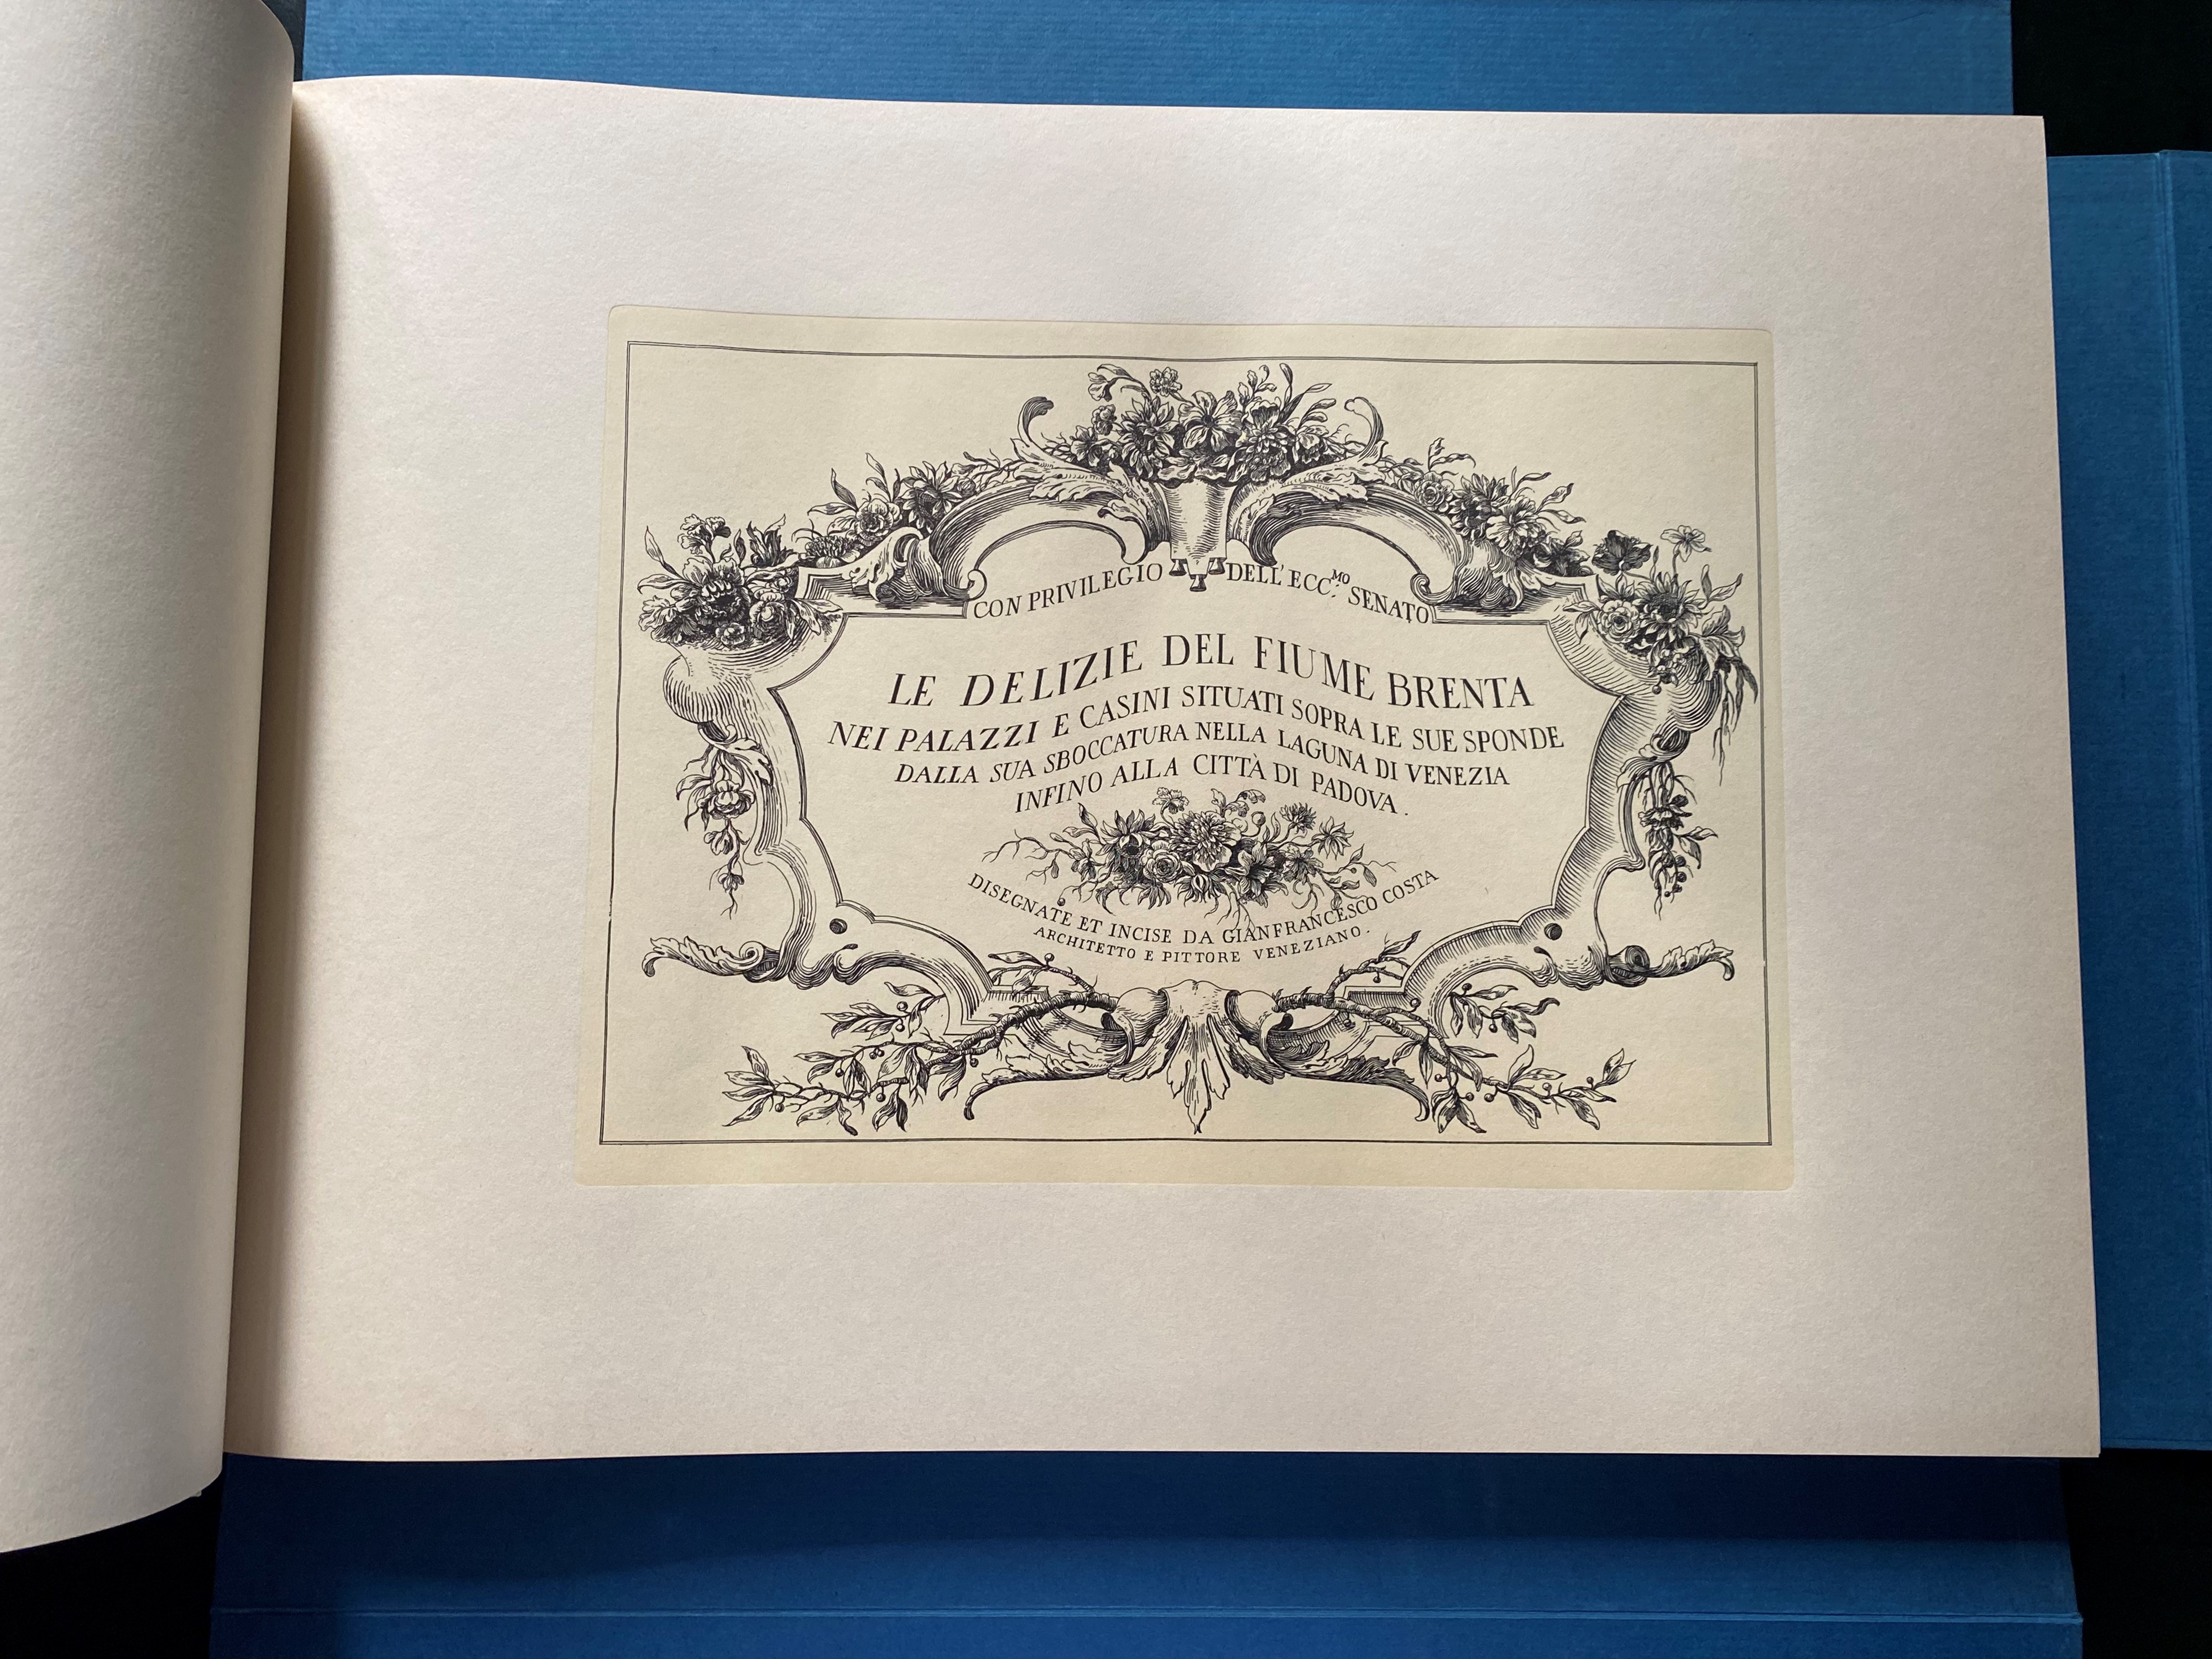 CON PRIVILEGIO DELL' ECC.MO SENATO
LE DELIZIE DEL FIUME BRENTA
NEI PALAZZI E CASINI SITUATI SOPRA LE SUE SPONDE
DALLA SUA SBOCCATURA NELLA LAGUNA DI VENEZIA
INFINO ALLA CITTÀ DI PADOVA.
DISEGNATE ET INCISE DA GIANFRANCESCO COSTA
ARCHITETTO E PITTORE VENEZIANO.